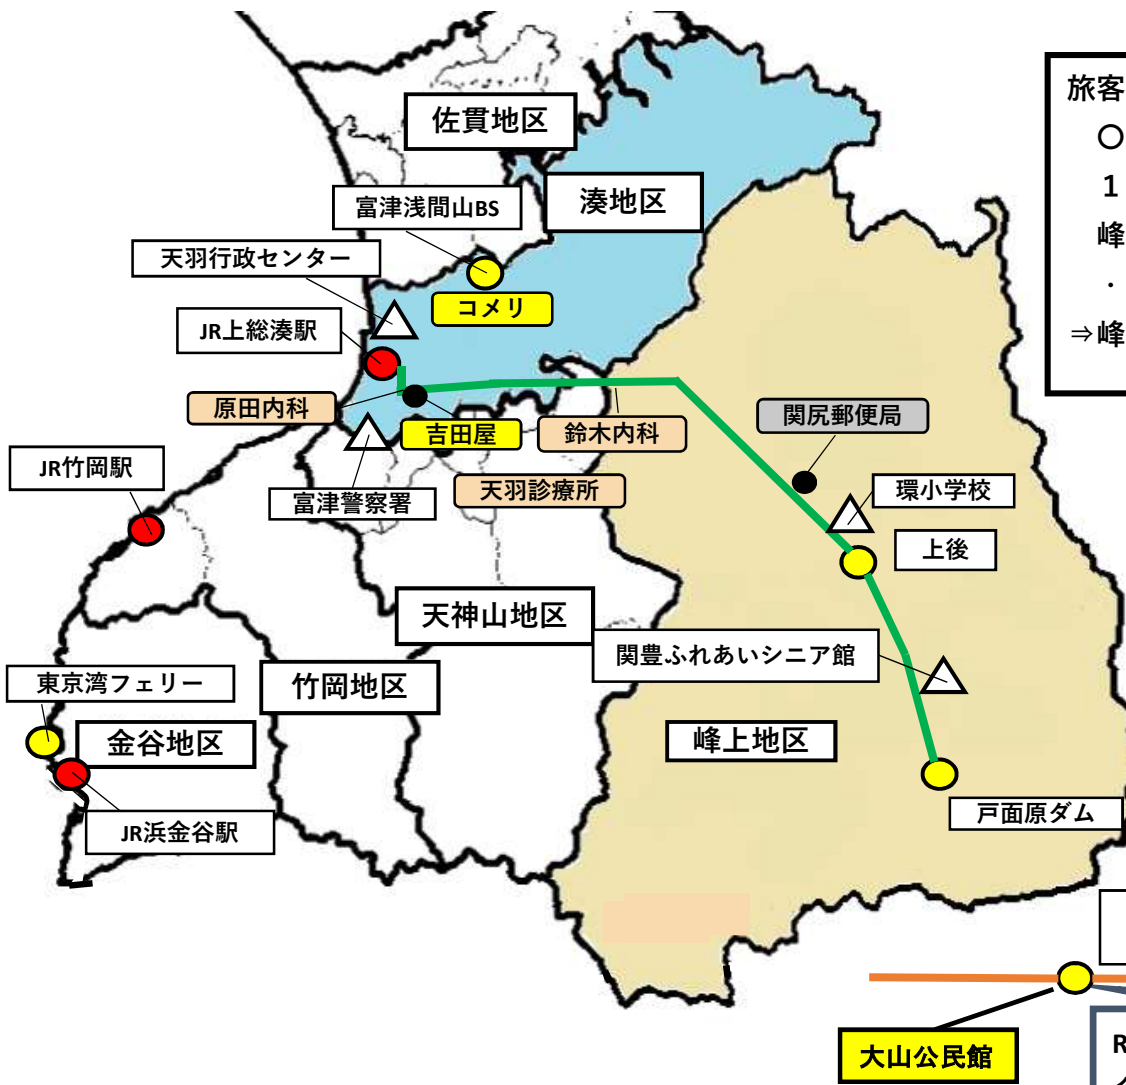 佐貫地区
旅客
〇
富津浅間山BS
湊地区
1
峰
天羽行政センター
・
コメリ
JR上総湊駅
⇒峰
原田内科
吉田屋
鈴木内科
関尻郵便局
JR竹岡駅
富津警察署
天羽診療所
環小学校
上後
天神山地区
関豊ふれあいシニア館
東京湾フェリー
竹岡地区
金谷地区
峰上地区
JR浜金谷駅
戸面原ダム
大山公民館
R